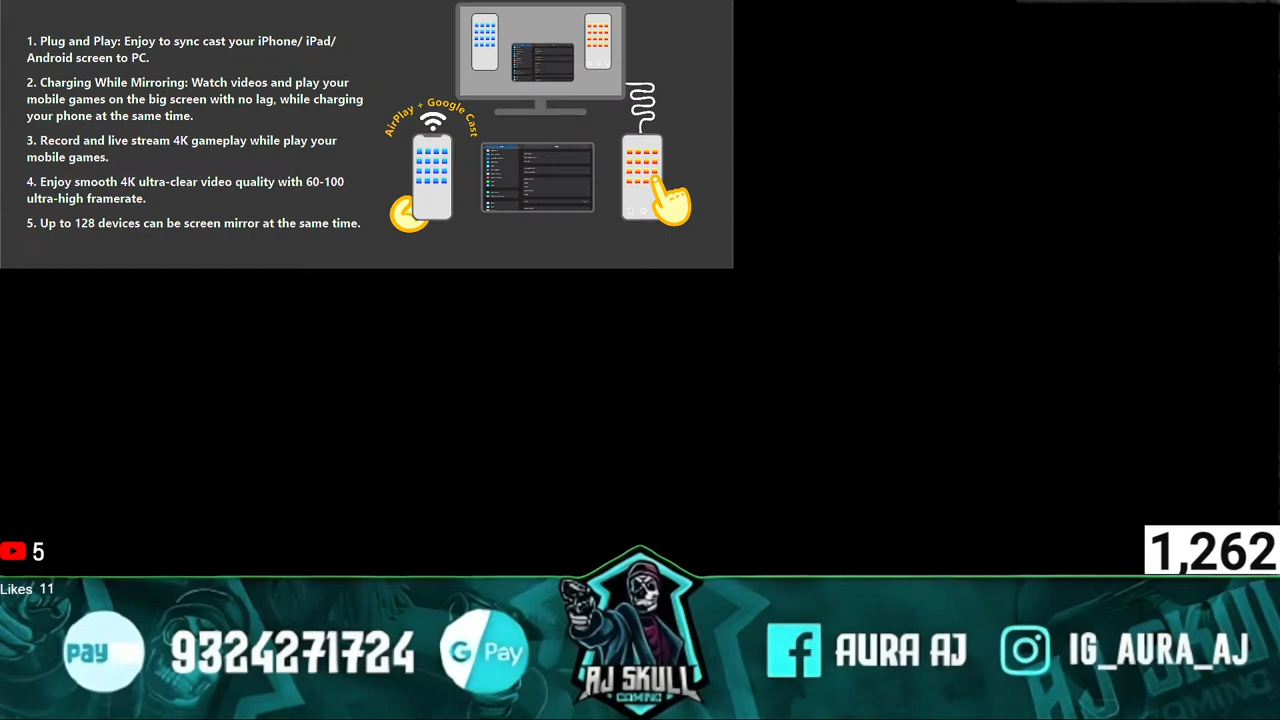 1. Plug and Play: Enjoy to sync cast your iPhone/ iPad/
Android screen to PC.
2. Charging While Mirroring: Watch videos and play your
mobile games on the big screen with no lag, while charging
your phone at the same time.
3. Record and live stream 4K gameplay while play your
mobile games.
4. Enjoy smooth 4K ultra-clear video quality with 60-100
ultra-high framerate.
5. Up to 128 devices can be screen mirror at the same time.
AirPlay + Google Cast
5
1,262
Likes 11
9324271724
G Pay
AJ SKULL
GAMING
AURA AJ
IG_AURA_AJ